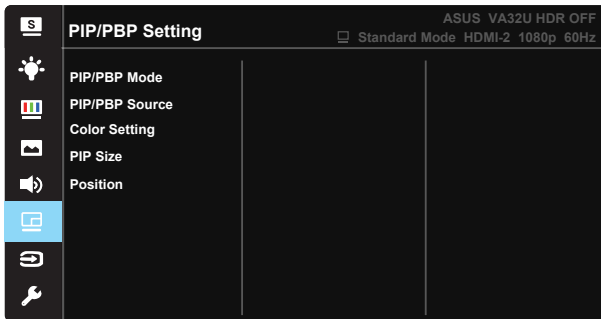 S
PIP/PBP Setting
ASUS VA32U HDR OFF
Standard Mode HDMI-2 1080p 60Hz
PIP/PBP Mode
PIP/PBP Source
Color Setting
PIP Size
Position